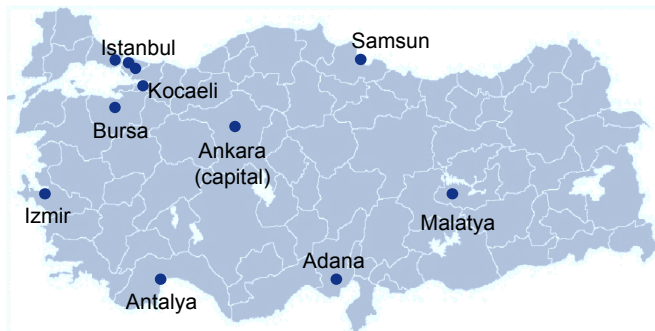 Istanbul
Samsun
Kocaeli
Bursa
Ankara
(capital)
Izmir
Malatya
Adana
Antalya